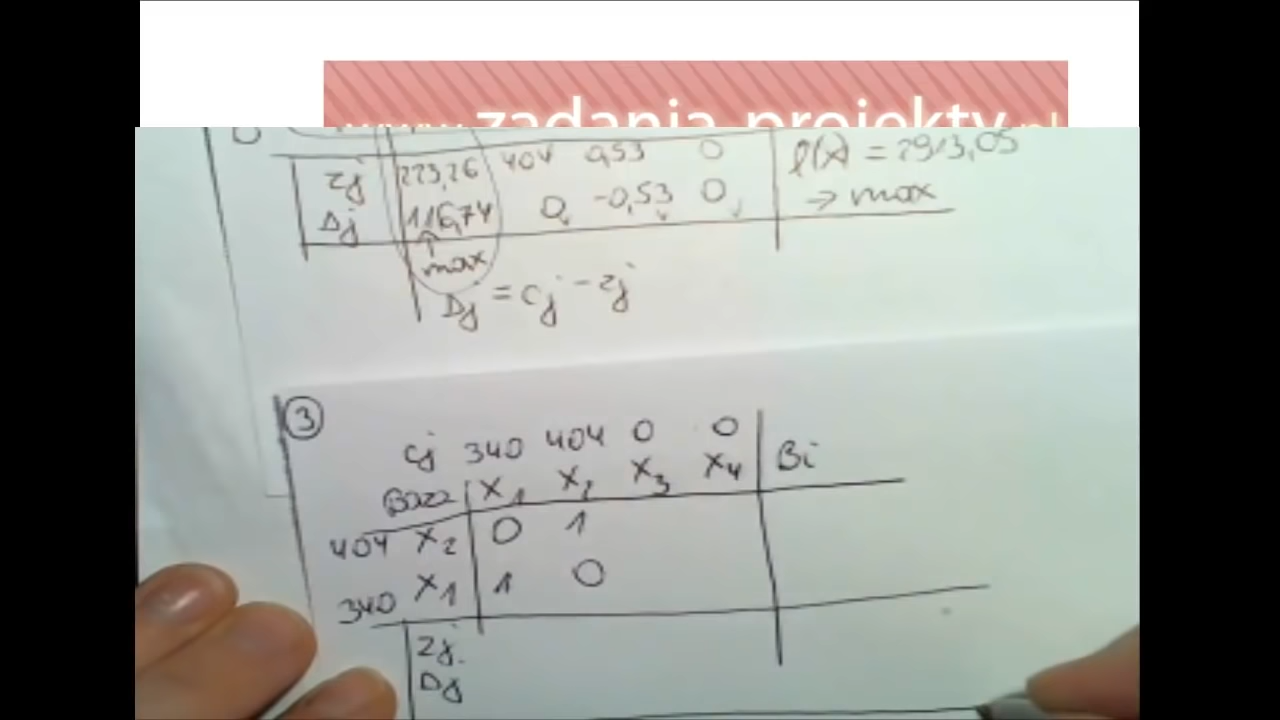 www.zadania-projekty.pl
zj 223,26 404 0,53 0 f(x) = 2913,05
Δj 116,74 0 -0,53 0 → max
↑
max
Δj = cj - zj
③
cj 340 404 0 0
Baza x1 x2 x3 x4 Bi
404 x2 0 1
340 x1 1 0
zj
Δj